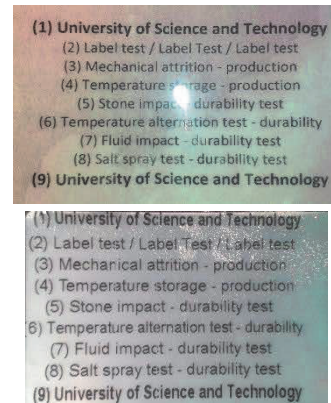 (1) University of Science and Technology
(2) Label test / Label Test / Label test
(3) Mechanical attrition - production
(4) Temperature storage - production
(5) Stone impact - durability test
(6) Temperature alternation test - durability
(7) Fluid impact - durability test
(8) Salt spray test - durability test
(9) University of Science and Technology
(1) University of Science and Technology
(2) Label test / Label Test / Label test
(3) Mechanical attrition - production
(4) Temperature storage - production
(5) Stone impact - durability test
6) Temperature alternation test - durability
(7) Fluid impact - durability test
(8) Salt spray test - durability test
(9) University of Science and Technology